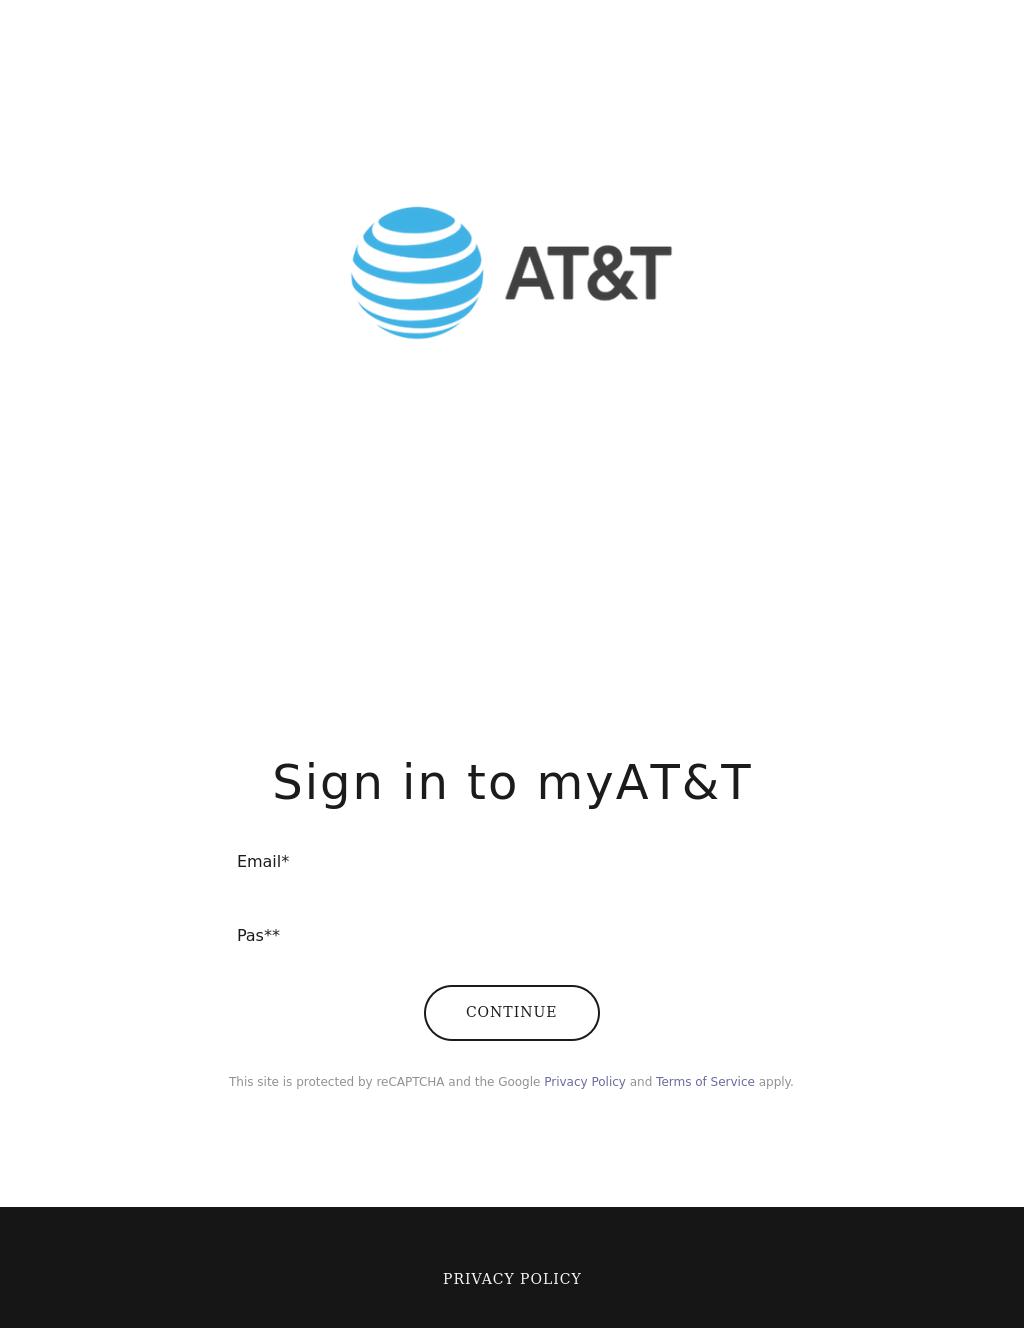 AT&T
Sign in to myAT&T
Email*
Pas**
CONTINUE
This site is protected by reCAPTCHA and the Google Privacy Policy and Terms of Service apply.
PRIVACY POLICY